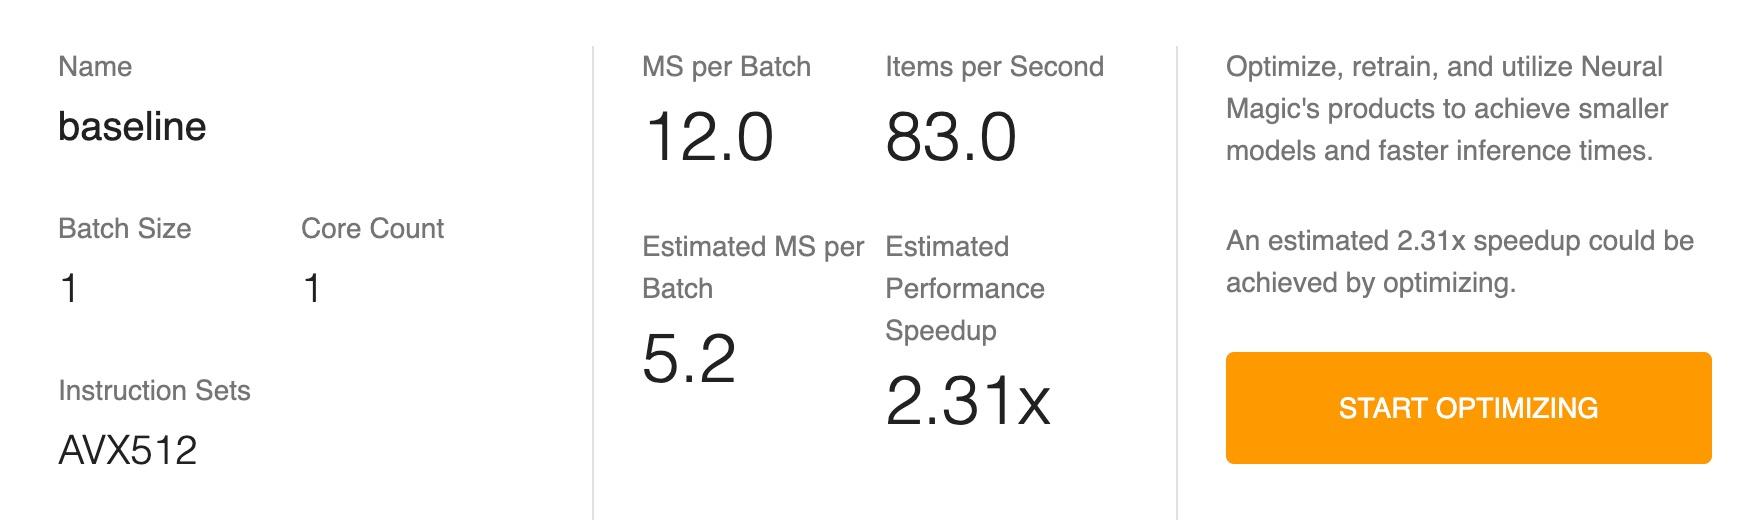 Name
baseline
Batch Size
1
Core Count
1
Instruction Sets
AVX512
MS per Batch
12.0
Items per Second
83.0
Estimated MS per
Batch
5.2
Estimated
Performance
Speedup
2.31x
Optimize, retrain, and utilize Neural
Magic's products to achieve smaller
models and faster inference times.
An estimated 2.31x speedup could be
achieved by optimizing.
START OPTIMIZING